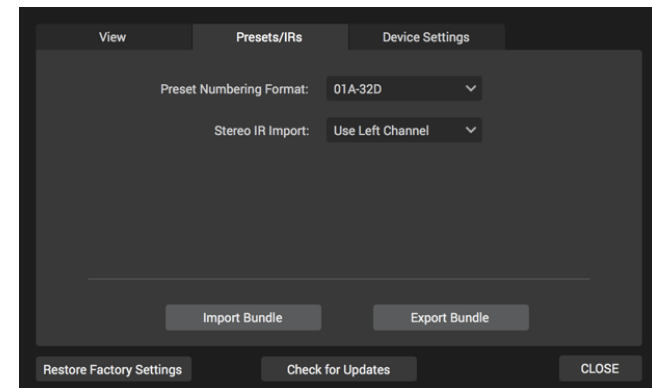 View Presets/IRs Device Settings
Preset Numbering Format: 01A-32D
Stereo IR Import: Use Left Channel
Import Bundle Export Bundle
Restore Factory Settings Check for Updates CLOSE